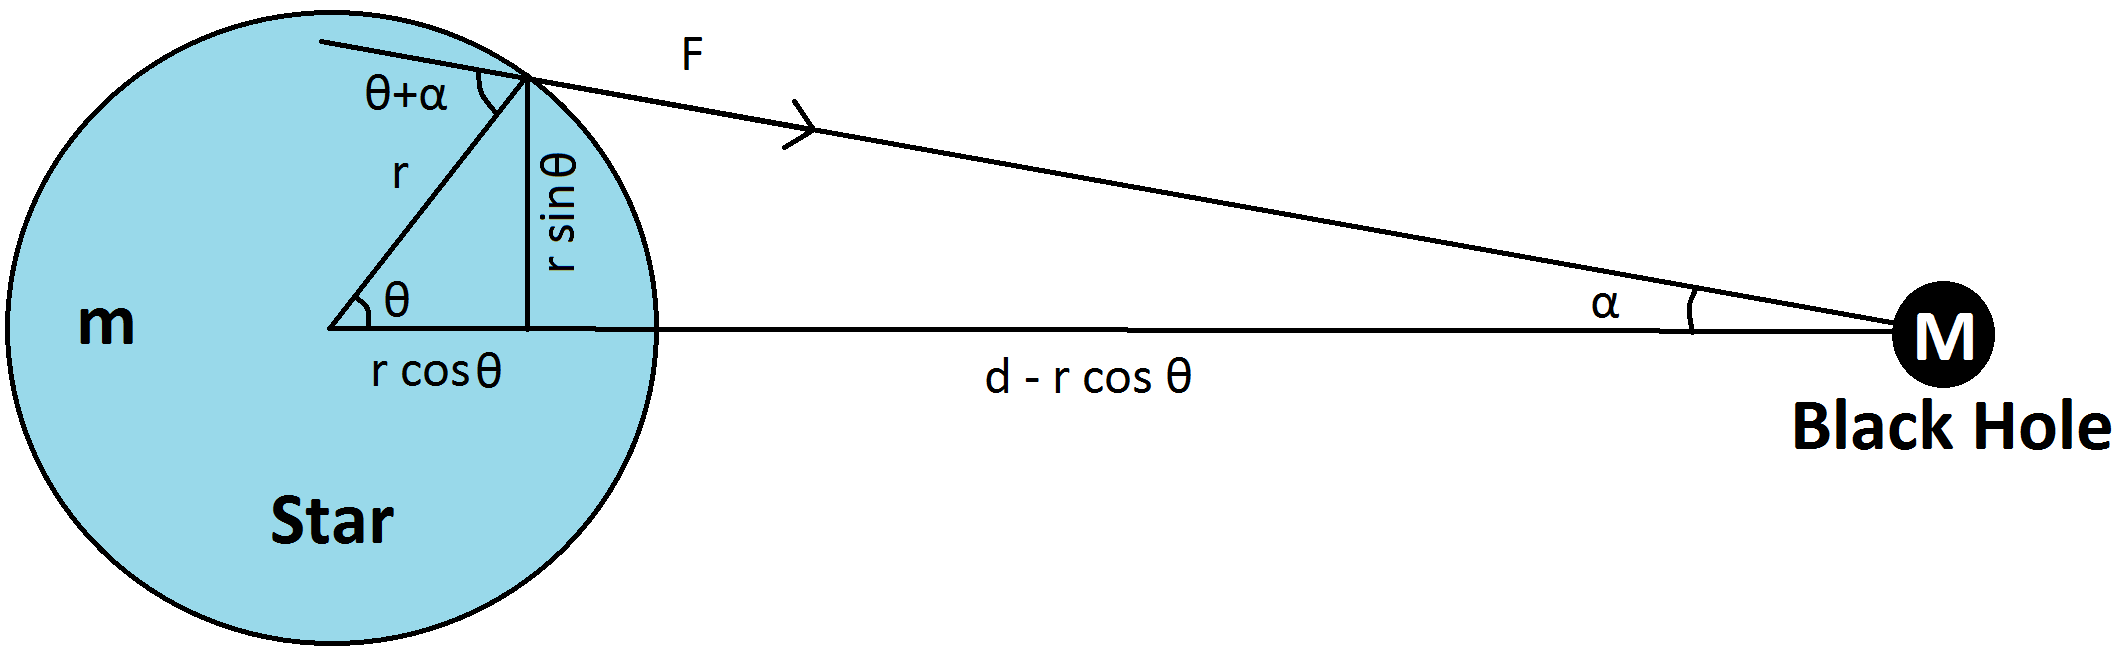 F
θ+α
r
r sinθ
θ
α
m
M
r cosθ
d - r cos θ
Black Hole
Star